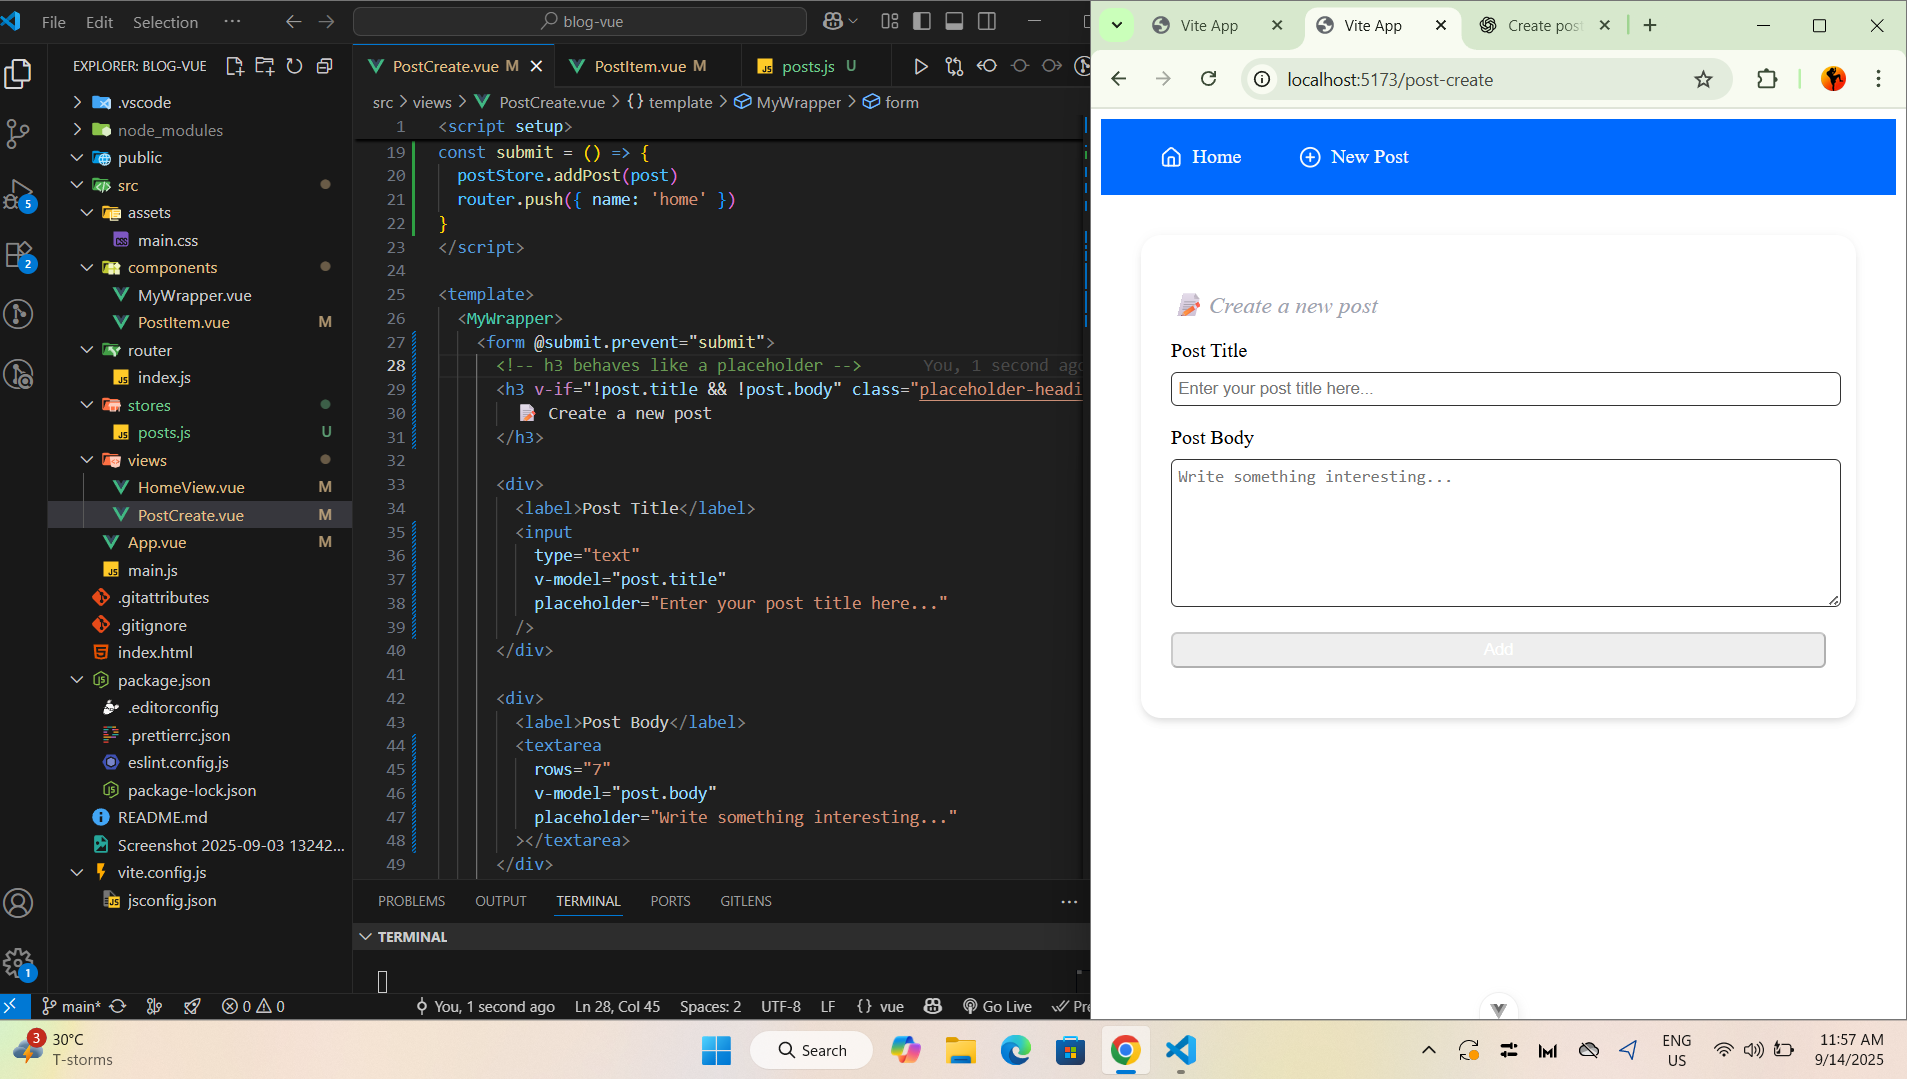 File Edit Selection ··· blog-vue
EXPLORER: BLOG-VUE
.vscode
node_modules
public
src
assets
main.css
components
MyWrapper.vue
PostItem.vue M
router
index.js
stores
posts.js U
views
HomeView.vue M
PostCreate.vue M
App.vue M
main.js
.gitattributes
.gitignore
index.html
package.json
.editorconfig
.prettierrc.json
eslint.config.js
package-lock.json
README.md
Screenshot 2025-09-03 13242...
vite.config.js
jsconfig.json
5
2
1
PostCreate.vue M PostItem.vue M posts.js U
src > views > PostCreate.vue > {} template > MyWrapper > form
1 <script setup>
19 const submit = () => {
20 postStore.addPost(post)
21 router.push({ name: 'home' })
22 }
23 </script>
24
25 <template>
26 <MyWrapper>
27 <form @submit.prevent="submit">
28 <!-- h3 behaves like a placeholder --> You, 1 second ago
29 <h3 v-if="!post.title && !post.body" class="placeholder-headi
30 📝 Create a new post
31 </h3>
32
33 <div>
34 <label>Post Title</label>
35 <input
36 type="text"
37 v-model="post.title"
38 placeholder="Enter your post title here..."
39 />
40 </div>
41
42 <div>
43 <label>Post Body</label>
44 <textarea
45 rows="7"
46 v-model="post.body"
47 placeholder="Write something interesting..."
48 ></textarea>
49 </div>
PROBLEMS OUTPUT TERMINAL PORTS GITLENS ···
TERMINAL
main* 0 0 You, 1 second ago Ln 28, Col 45 Spaces: 2 UTF-8 LF {} vue Go Live Pre
Vite App Vite App Create post
localhost:5173/post-create
Home New Post
📝 Create a new post
Post Title
Enter your post title here...
Post Body
Write something interesting...
Add
3 30°C
T-storms
Search
ENG
US
11:57 AM
9/14/2025